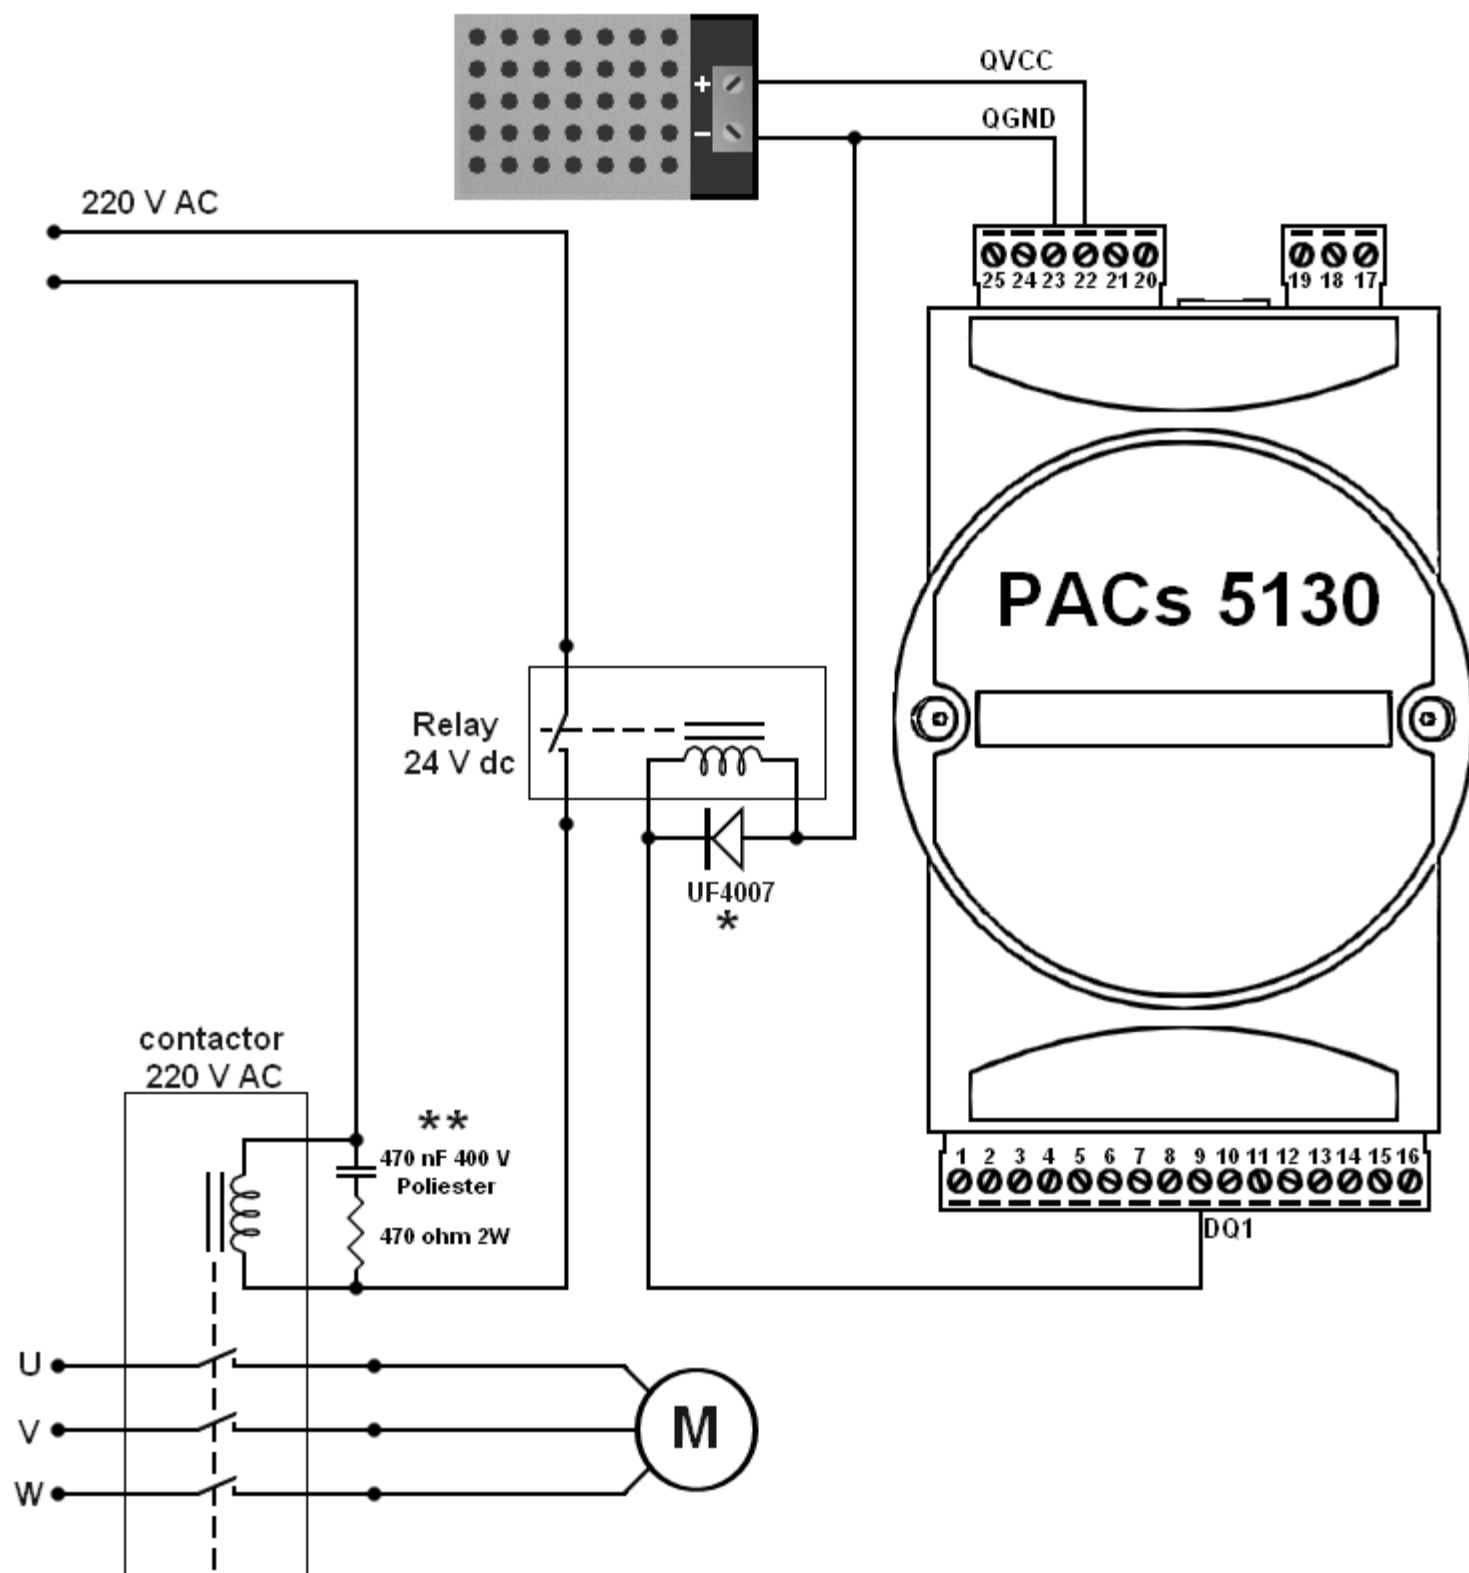 QVCC
+
QGND
−
220 V AC
25 24 23 22 21 20
19 18 17
PACs 5130
Relay
24 V dc
UF4007
*
contactor
220 V AC
**
470 nF 400 V
Poliester
470 ohm 2W
1 2 3 4 5 6 7 8 9 10 11 12 13 14 15 16
DQ1
U
V
W
M